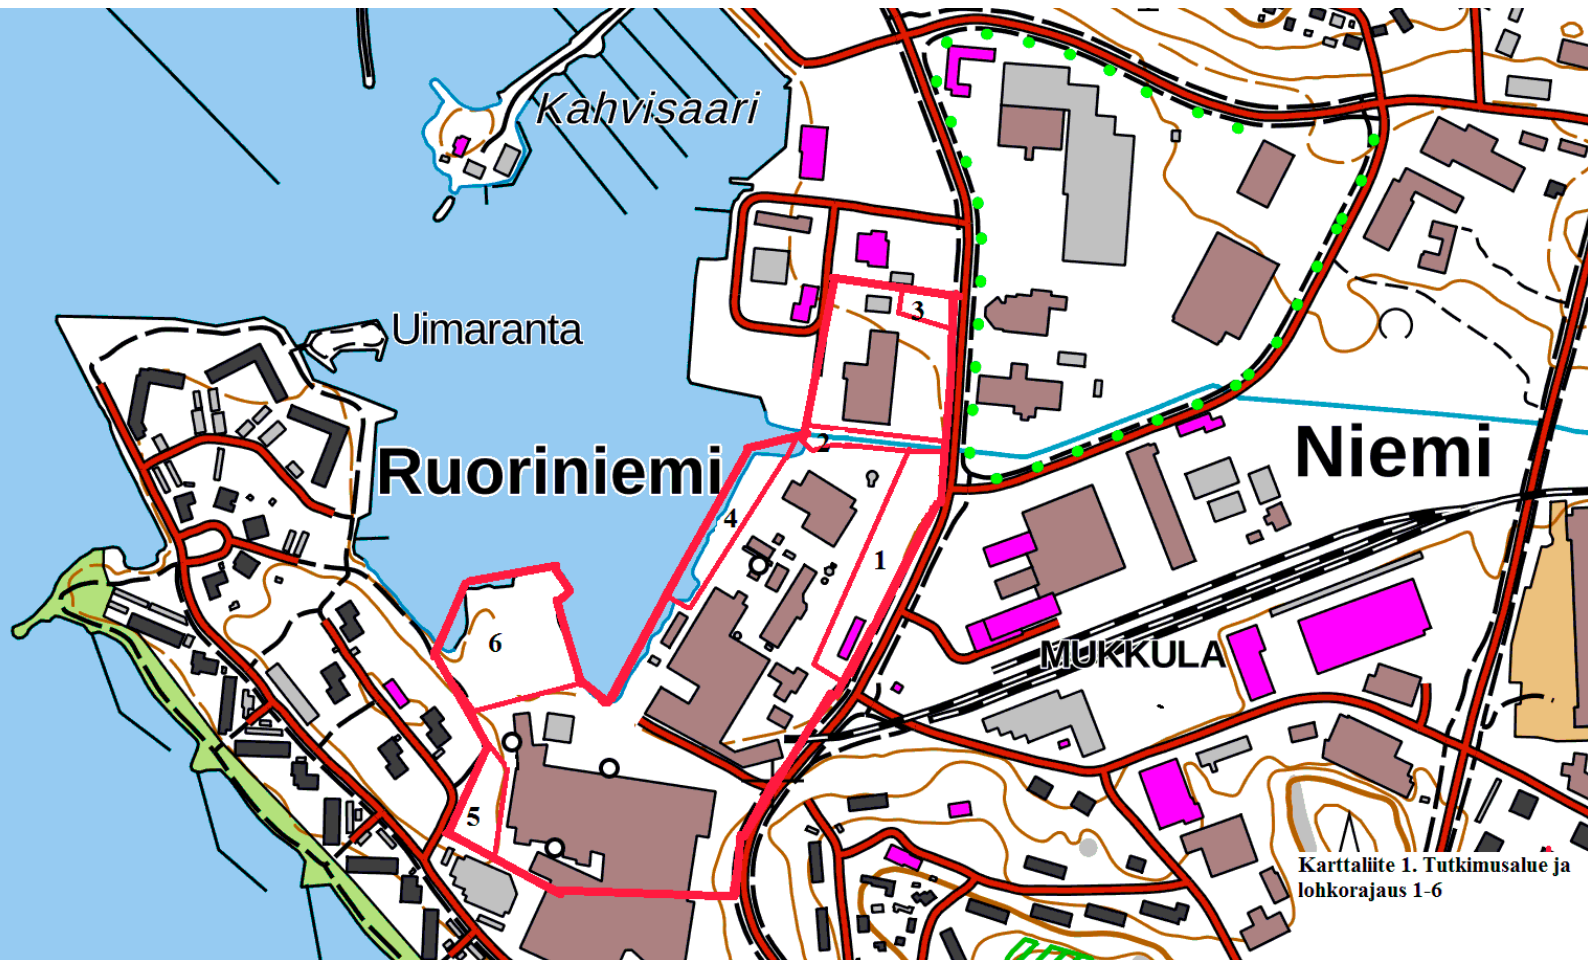 Kahvisaari
Uimaranta
3
2
Ruoriniemi
Niemi
4
1
6
MUKKULA
5
Karttaliite 1. Tutkimusalue ja
lohkorajaus 1-6